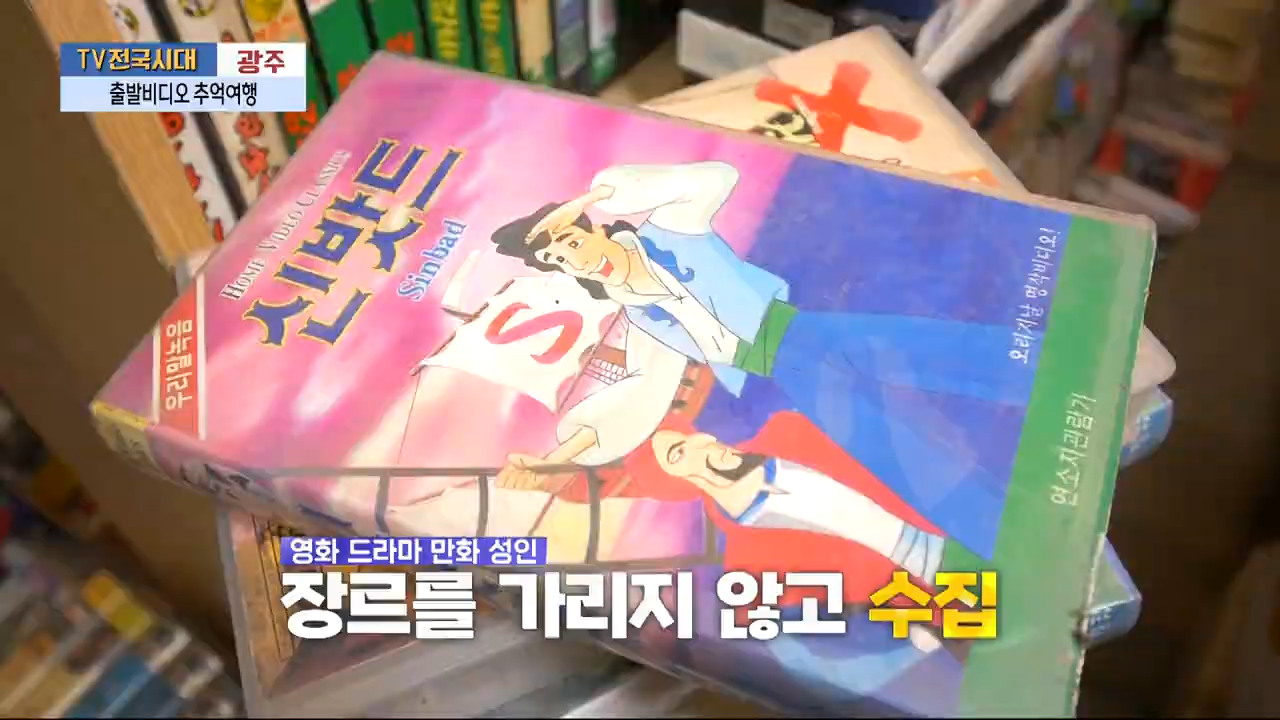 TV전국시대 광주
출발비디오 추억여행
HOME VIDEO CLASSICS
신밧드
Sinbad
우리말녹음
S
오리지날 명작비디오!
연소자관람가
영화 드라마 만화 성인
장르를 가리지 않고 수집